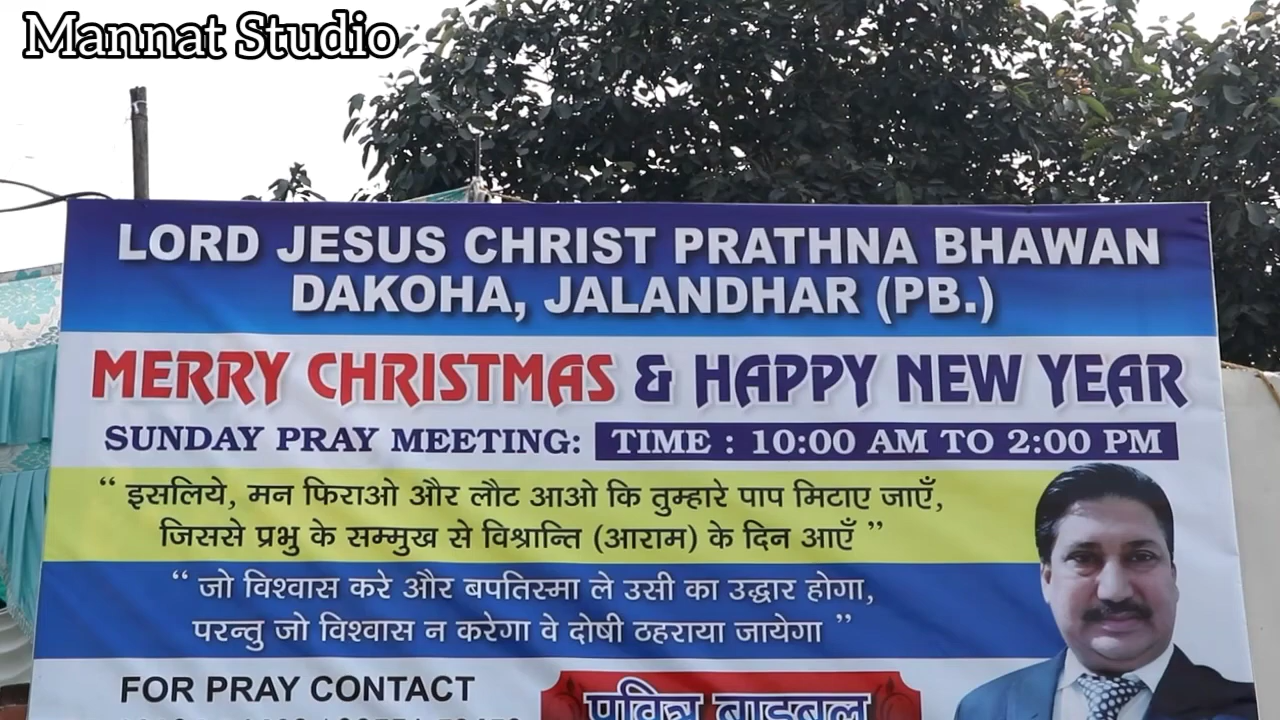 Mannat Studio
LORD JESUS CHRIST PRATHNA BHAWAN
DAKOHA, JALANDHAR (PB.)
MERRY CHRISTMAS & HAPPY NEW YEAR
SUNDAY PRAY MEETING: TIME : 10:00 AM TO 2:00 PM
“ इसलिये, मन फिराओ और लौट आओ कि तुम्हारे पाप मिटाए जाएँ,
जिससे प्रभु के सम्मुख से विश्रान्ति (आराम) के दिन आएँ ”
“ जो विश्वास करे और बपतिस्मा ले उसी का उद्धार होगा,
परन्तु जो विश्वास न करेगा वे दोषी ठहराया जायेगा ”
FOR PRAY CONTACT
पवित्र बाइबल